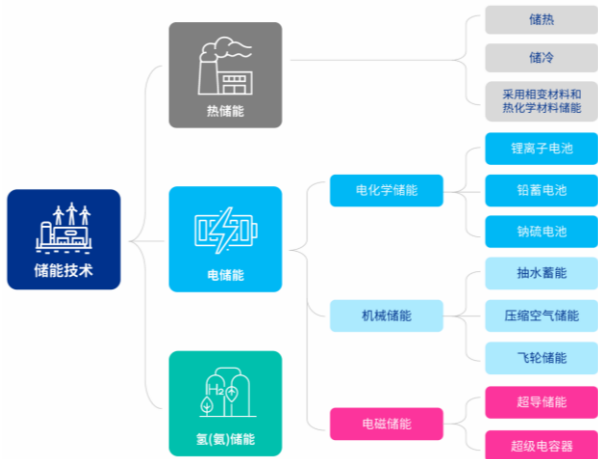 储能技术
热储能
储热
储冷
采用相变材料和
热化学材料储能
电储能
电化学储能
锂离子电池
铅蓄电池
钠硫电池
机械储能
抽水蓄能
压缩空气储能
飞轮储能
电磁储能
超导储能
超级电容器
H₂
氢(氨)储能